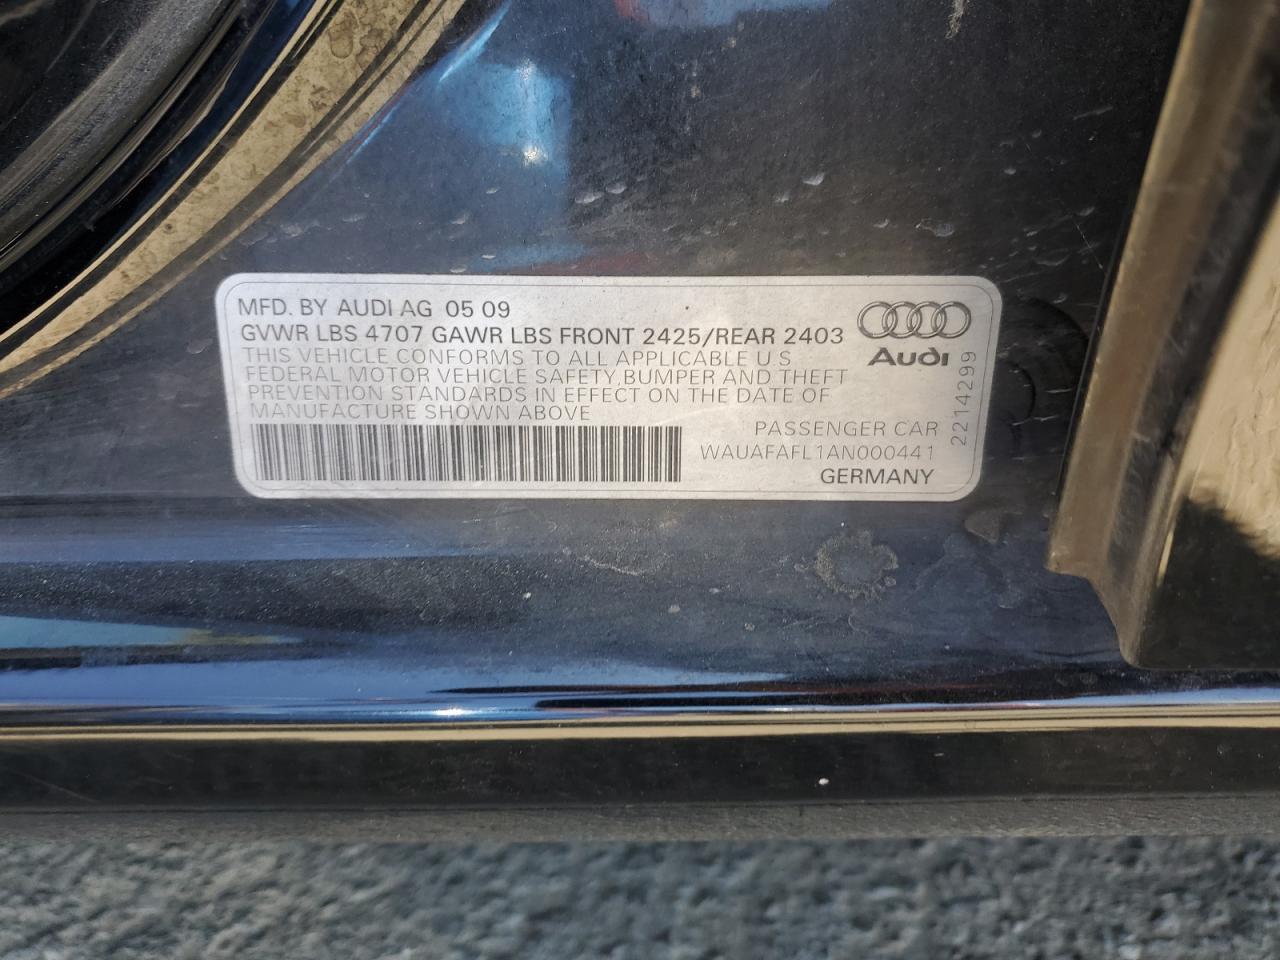 MFD. BY AUDI AG 05 09
GVWR LBS 4707 GAWR LBS FRONT 2425/REAR 2403
THIS VEHICLE CONFORMS TO ALL APPLICABLE U S
FEDERAL MOTOR VEHICLE SAFETY, BUMPER AND THEFT
PREVENTION STANDARDS IN EFFECT ON THE DATE OF
MANUFACTURE SHOWN ABOVE
PASSENGER CAR
WAUAFAFL1AN000441
GERMANY
Audi
2214299